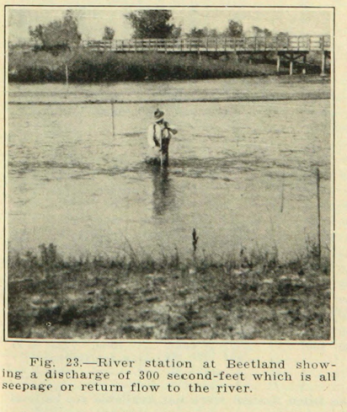 Fig. 23.—River station at Beetland show-
ing a discharge of 300 second-feet which is all
seepage or return flow to the river.